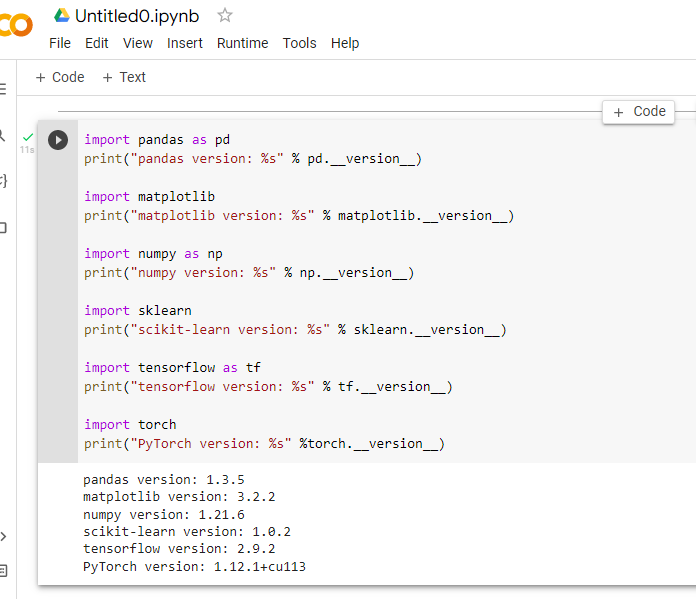 Untitled0.ipynb
File Edit View Insert Runtime Tools Help
+ Code + Text
+ Code
11s
import pandas as pd
print("pandas version: %s" % pd.__version__)
import matplotlib
print("matplotlib version: %s" % matplotlib.__version__)
import numpy as np
print("numpy version: %s" % np.__version__)
import sklearn
print("scikit-learn version: %s" % sklearn.__version__)
import tensorflow as tf
print("tensorflow version: %s" % tf.__version__)
import torch
print("PyTorch version: %s" %torch.__version__)
pandas version: 1.3.5
matplotlib version: 3.2.2
numpy version: 1.21.6
scikit-learn version: 1.0.2
tensorflow version: 2.9.2
PyTorch version: 1.12.1+cu113